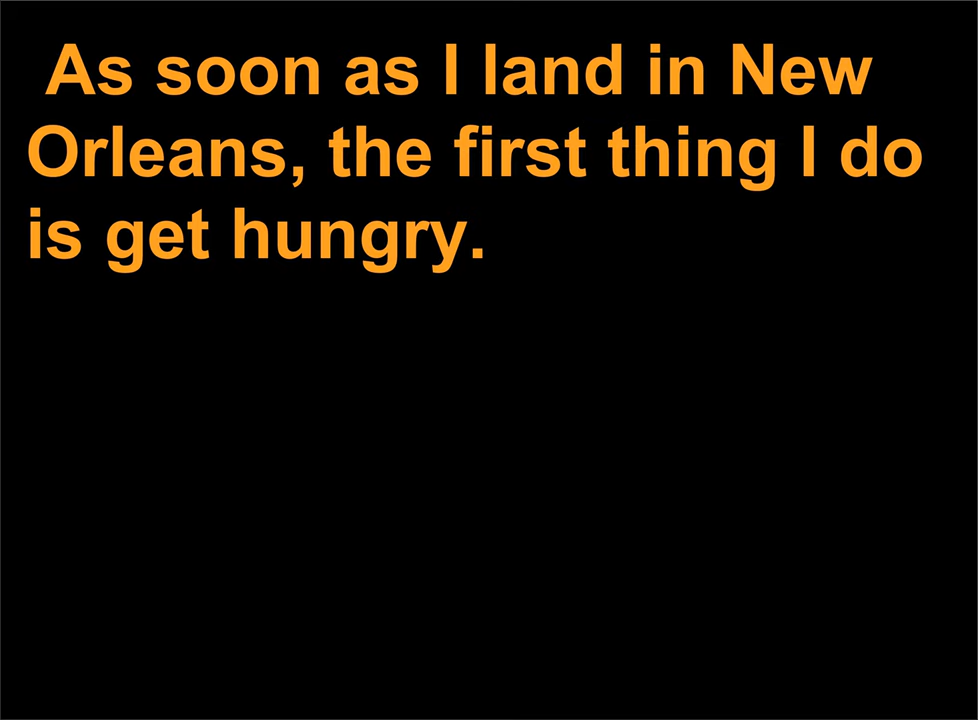 As soon as I land in New
Orleans, the first thing I do
is get hungry.